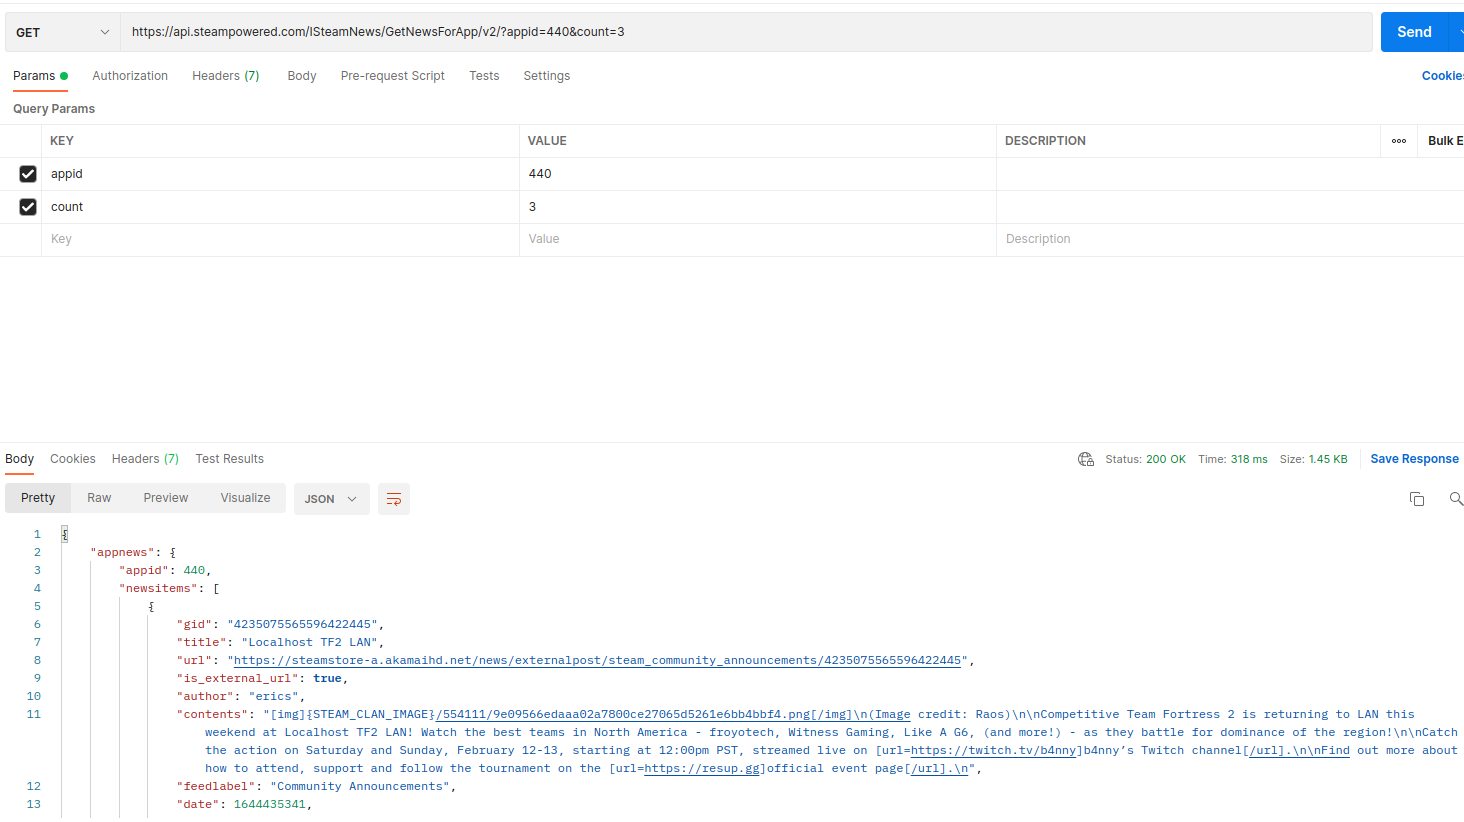 GET https://api.steampowered.com/ISteamNews/GetNewsForApp/v2/?appid=440&count=3 Send
Params Authorization Headers (7) Body Pre-request Script Tests Settings Cookies
Query Params
KEY VALUE DESCRIPTION ooo Bulk E
appid 440
count 3
Key Value Description
Body Cookies Headers (7) Test Results Status: 200 OK Time: 318 ms Size: 1.45 KB Save Response
Pretty Raw Preview Visualize JSON
1 {
2 "appnews": {
3 "appid": 440,
4 "newsitems": [
5 {
6 "gid": "4235075565596422445",
7 "title": "Localhost TF2 LAN",
8 "url": "https://steamstore-a.akamaihd.net/news/externalpost/steam_community_announcements/4235075565596422445",
9 "is_external_url": true,
10 "author": "erics",
11 "contents": "[img]{STEAM_CLAN_IMAGE}/554111/9e09566edaaa02a7800ce27065d5261e6bb4bbf4.png[/img]\n(Image credit: Raos)\n\nCompetitive Team Fortress 2 is returning to LAN this
weekend at Localhost TF2 LAN! Watch the best teams in North America - froyotech, Witness Gaming, Like A G6, (and more!) - as they battle for dominance of the region!\n\nCatch
the action on Saturday and Sunday, February 12-13, starting at 12:00pm PST, streamed live on [url=https://twitch.tv/b4nny]b4nny’s Twitch channel[/url].\n\nFind out more about
how to attend, support and follow the tournament on the [url=https://resup.gg]official event page[/url].\n",
12 "feedlabel": "Community Announcements",
13 "date": 1644435341,